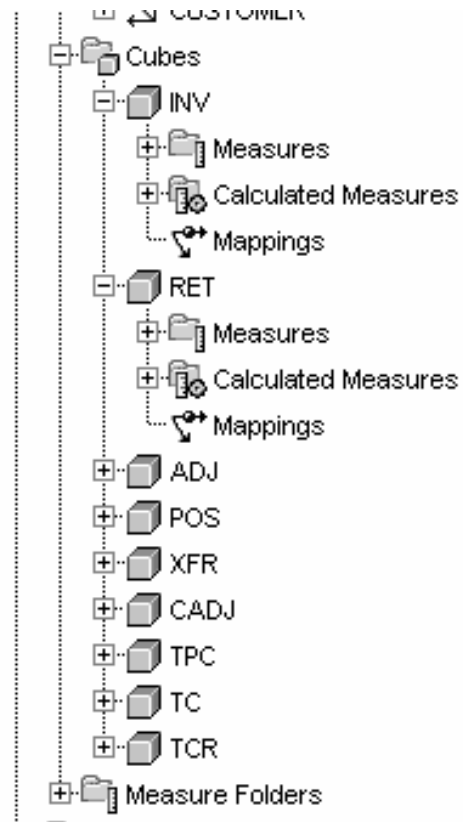 CUSTOMER
Cubes
INV
Measures
Calculated Measures
Mappings
RET
Measures
Calculated Measures
Mappings
ADJ
POS
XFR
CADJ
TPC
TC
TCR
Measure Folders